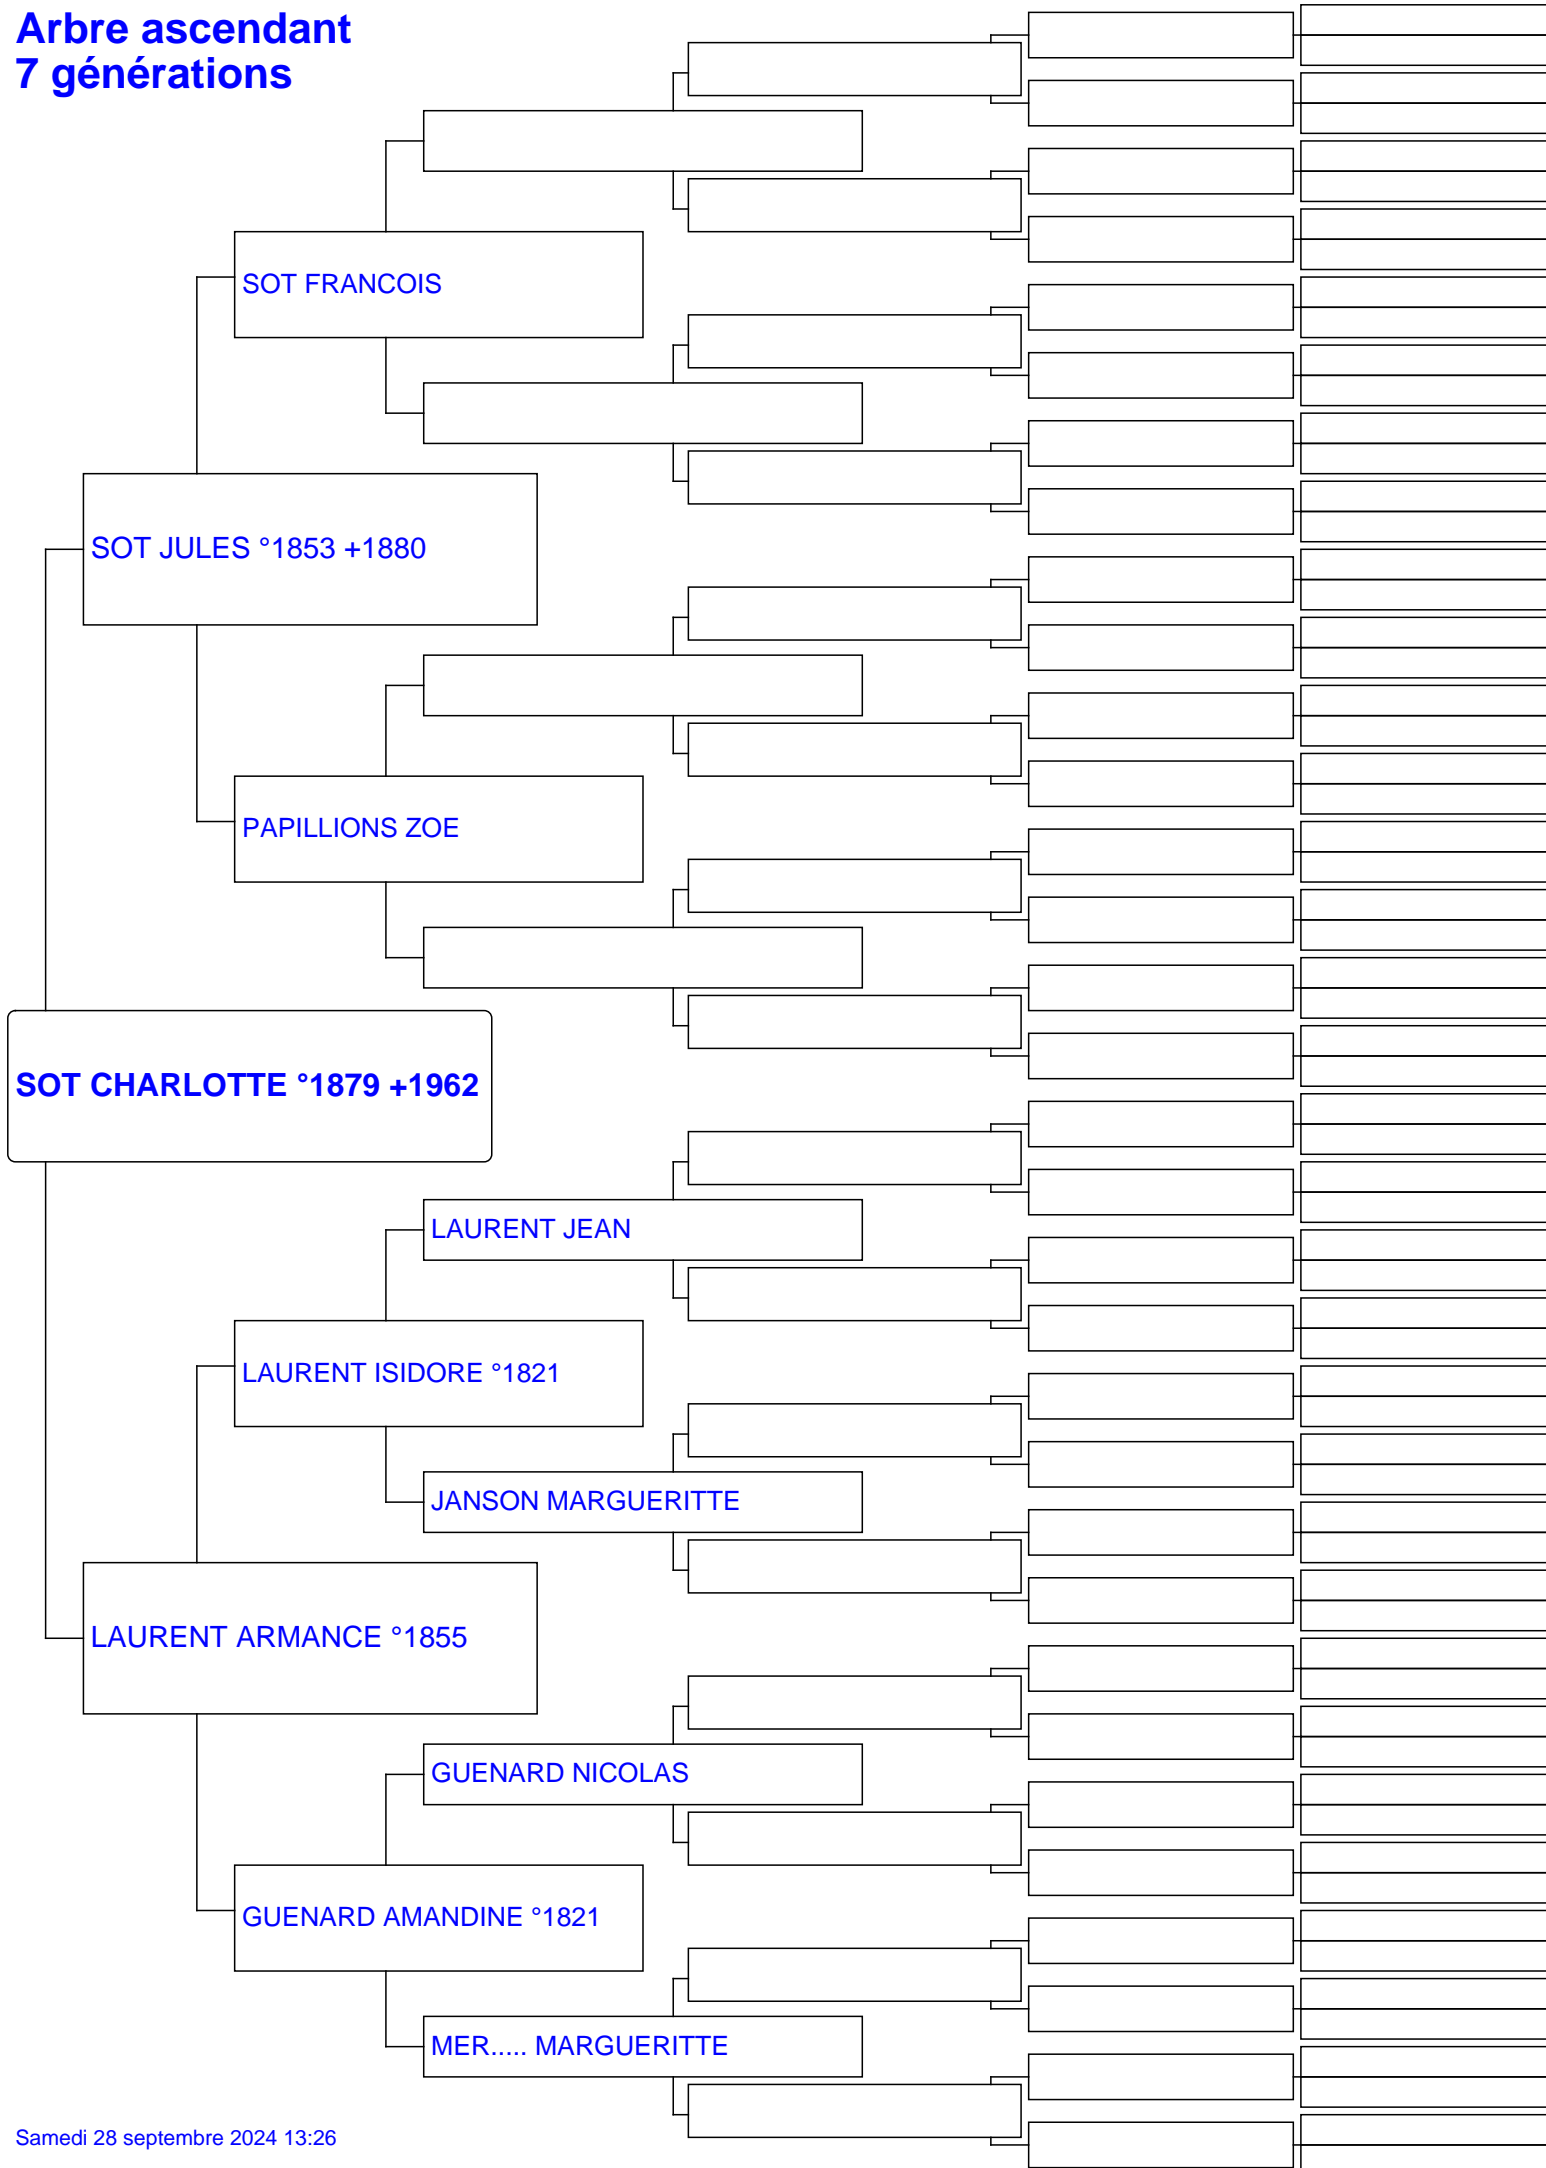 Arbre ascendant
7 générations
SOT FRANCOIS
SOT JULES °1853 +1880
PAPILLIONS ZOE
SOT CHARLOTTE °1879 +1962
LAURENT JEAN
LAURENT ISIDORE °1821
JANSON MARGUERITTE
LAURENT ARMANCE °1855
GUENARD NICOLAS
GUENARD AMANDINE °1821
MER..... MARGUERITTE
Samedi 28 septembre 2024 13:26